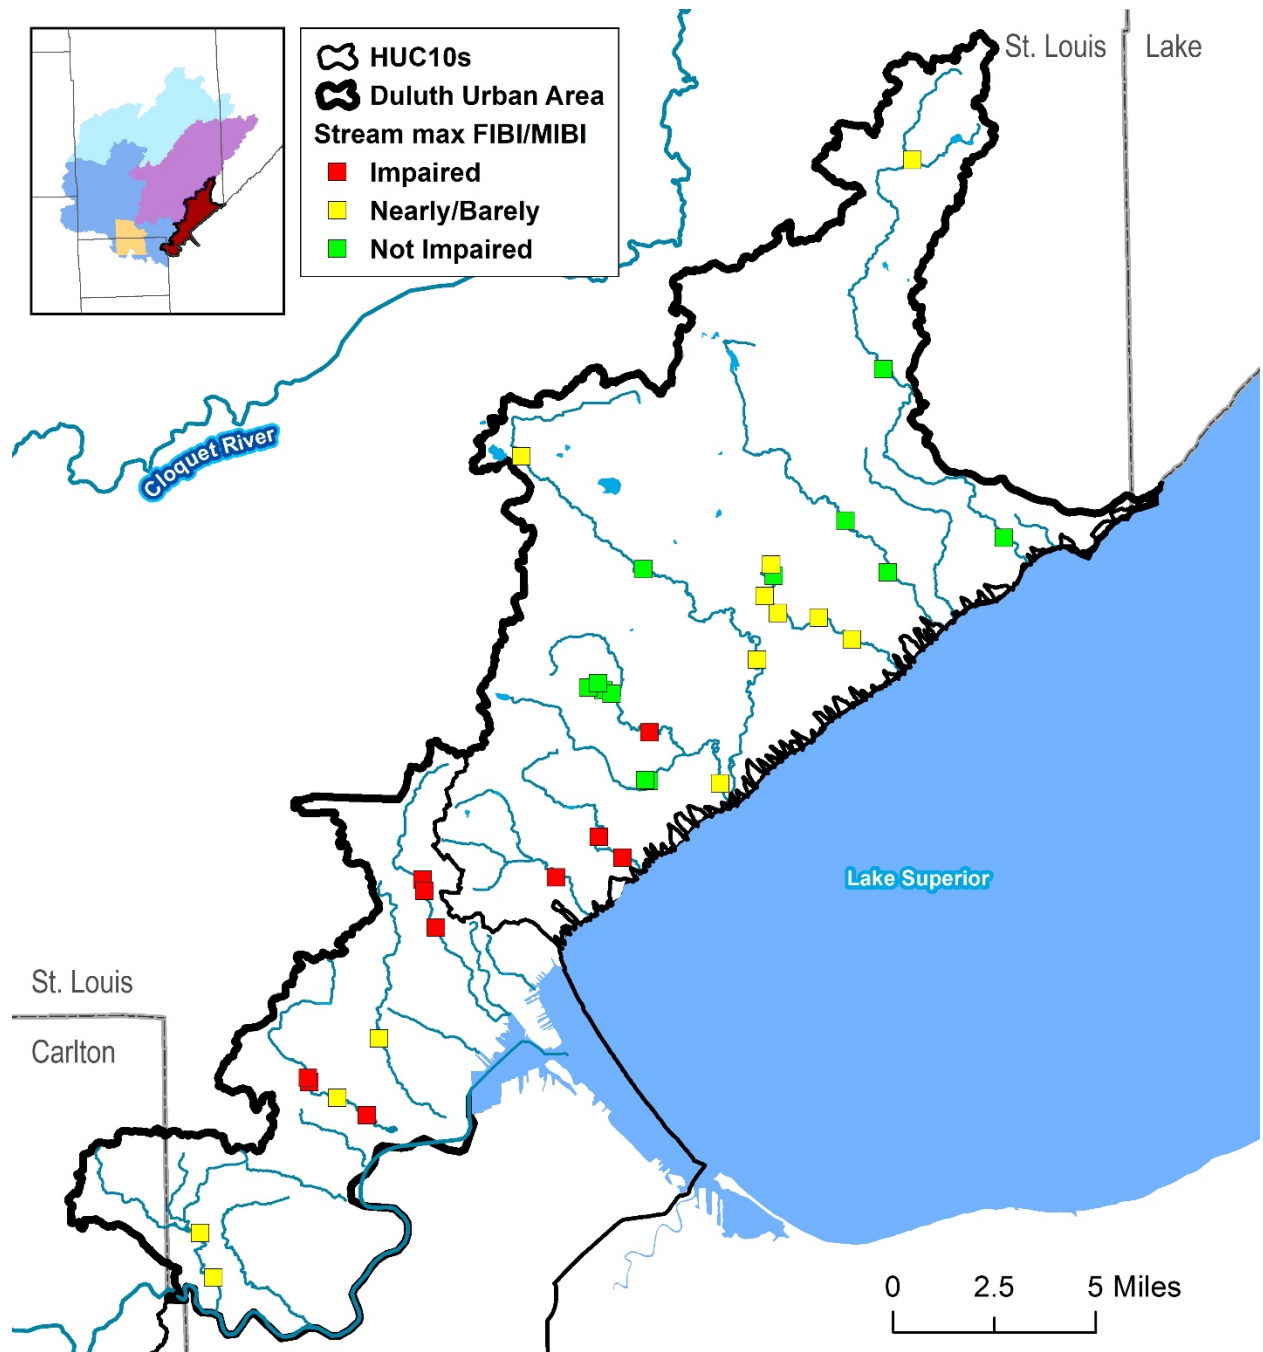 HUC10s
Duluth Urban Area
Stream max FIBI/MIBI
Impaired
Nearly/Barely
Not Impaired
St. Louis
Lake
Cloquet River
Lake Superior
St. Louis
Carlton
0 2.5 5 Miles